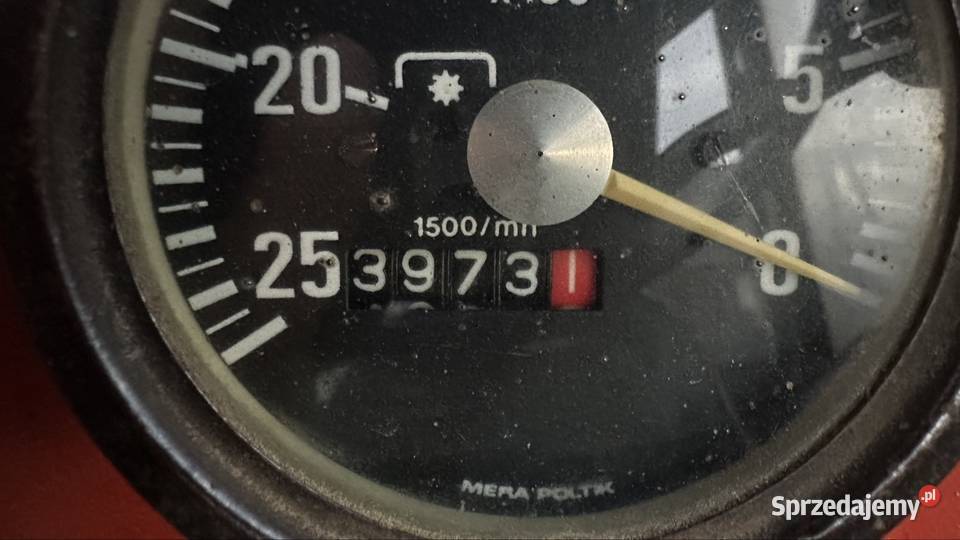 20
5
1500/mn
25 39731
0
MERA POLTIK
Sprzedajemy.pl